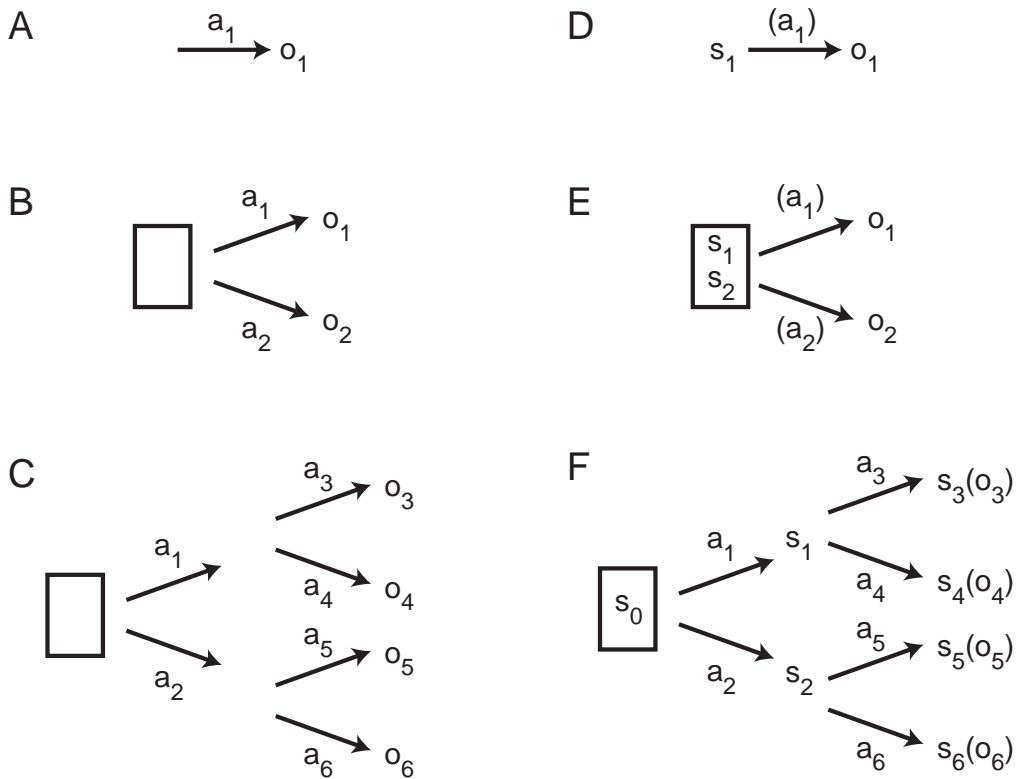 A
a₁
o₁
B
a₁
o₁
a₂
o₂
C
a₃
o₃
a₁
a₄
o₄
a₅
o₅
a₂
a₆
o₆
D
(a₁)
s₁
o₁
E
(a₁)
o₁
s₁
s₂
(a₂)
o₂
F
a₃
s₃(o₃)
a₁
s₁
a₄
s₄(o₄)
s₀
a₅
s₅(o₅)
a₂
s₂
a₆
s₆(o₆)